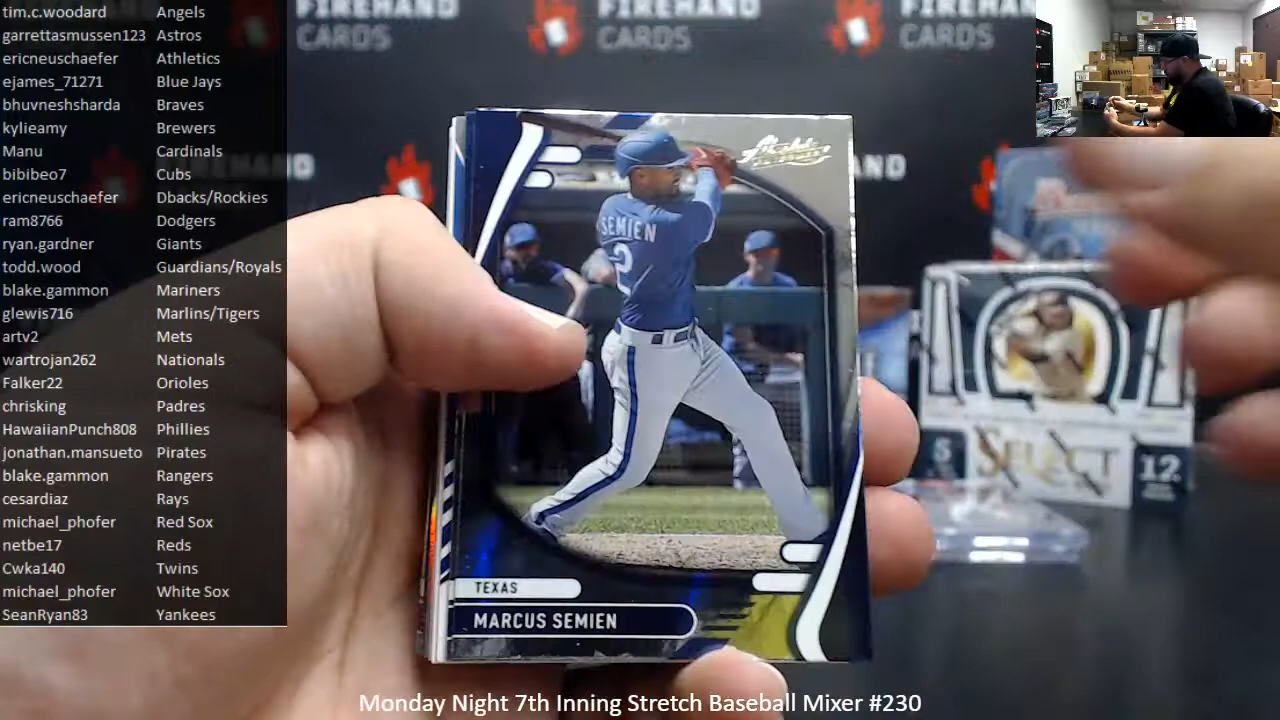 tim.c.woodard Angels
garrettasmussen123 Astros
ericneuschaefer Athletics
ejames_71271 Blue Jays
bhuvneshsharda Braves
kylieamy Brewers
Manu Cardinals
bibibeo7 Cubs
ericneuschaefer Dbacks/Rockies
ram8766 Dodgers
ryan.gardner Giants
todd.wood Guardians/Royals
blake.gammon Mariners
glewis716 Marlins/Tigers
artv2 Mets
wartrojan262 Nationals
Falker22 Orioles
chrisking Padres
HawaiianPunch808 Phillies
jonathan.mansueto Pirates
blake.gammon Rangers
cesardiaz Rays
michael_phofer Red Sox
netbe17 Reds
Cwka140 Twins
michael_phofer White Sox
SeanRyan83 Yankees
FIREHAND
CARDS
FIREHAND
CARDS
FIREHAND
CARDS
Absolute
SEMIEN
2
TEXAS
MARCUS SEMIEN
5
SELECT
12
Monday Night 7th Inning Stretch Baseball Mixer #230